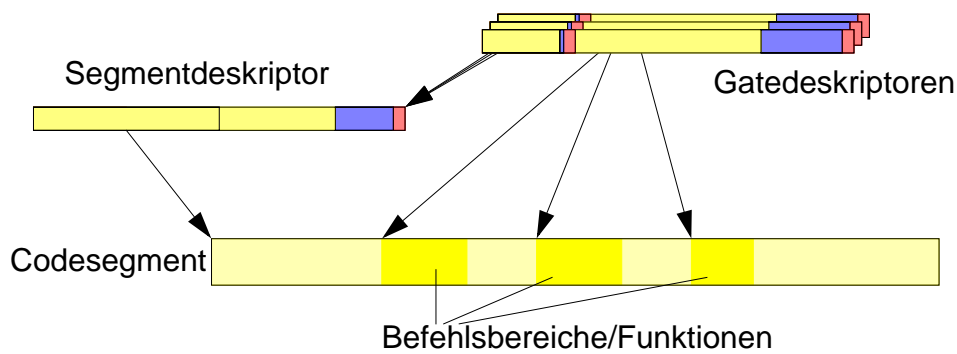 Segmentdeskriptor
Gatedeskriptoren
Codesegment
Befehlsbereiche/Funktionen